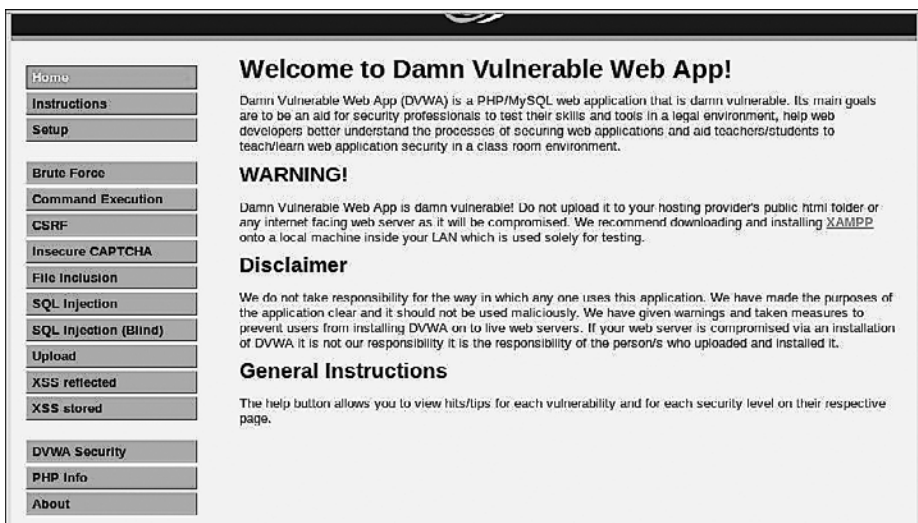 Home
Instructions
Setup
Brute Force
Command Execution
CSRF
Insecure CAPTCHA
File Inclusion
SQL Injection
SQL Injection (Blind)
Upload
XSS reflected
XSS stored
DVWA Security
PHP Info
About
Welcome to Damn Vulnerable Web App!
Damn Vulnerable Web App (DVWA) is a PHP/MySQL web application that is damn vulnerable. Its main goals
are to be an aid for security professionals to test their skills and tools in a legal environment, help web
developers better understand the processes of securing web applications and aid teachers/students to
teach/learn web application security in a class room environment.
WARNING!
Damn Vulnerable Web App is damn vulnerable! Do not upload it to your hosting provider's public html folder or
any internet facing web server as it will be compromised. We recommend downloading and installing XAMPP
onto a local machine inside your LAN which is used solely for testing.
Disclaimer
We do not take responsibility for the way in which any one uses this application. We have made the purposes of
the application clear and it should not be used maliciously. We have given warnings and taken measures to
prevent users from installing DVWA on to live web servers. If your web server is compromised via an installation
of DVWA it is not our responsibility it is the responsibility of the person/s who uploaded and installed it.
General Instructions
The help button allows you to view hits/tips for each vulnerability and for each security level on their respective
page.